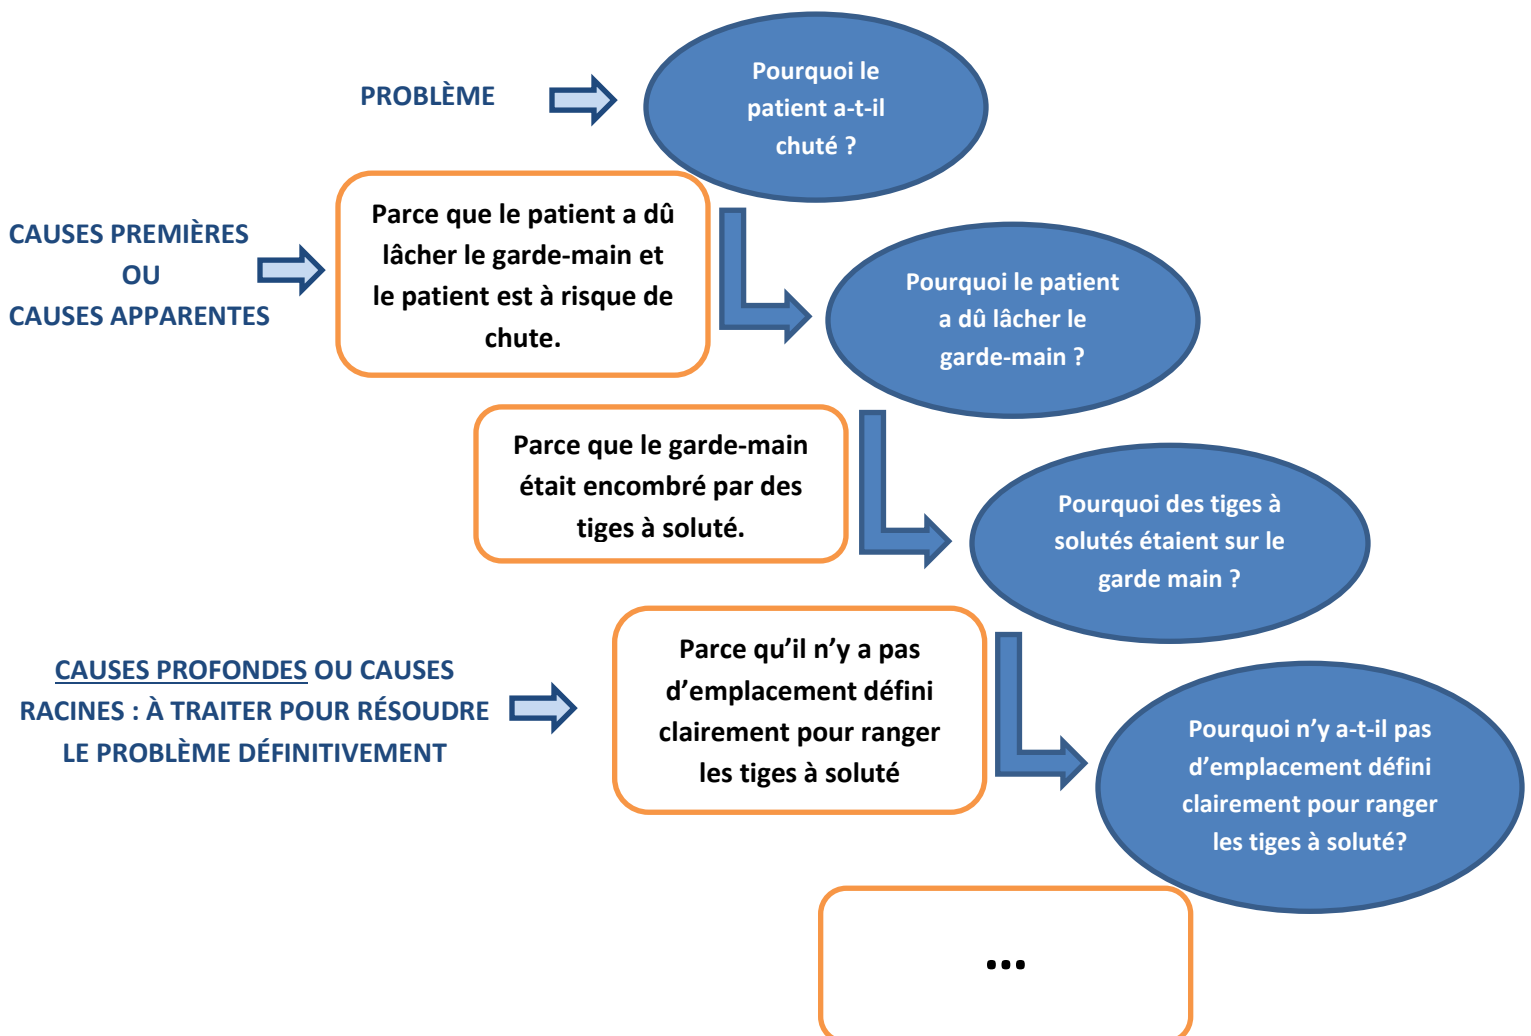 PROBLÈME
Pourquoi le
patient a-t-il
chuté ?
CAUSES PREMIÈRES
OU
CAUSES APPARENTES
Parce que le patient a dû
lâcher le garde-main et
le patient est à risque de
chute.
Pourquoi le patient
a dû lâcher le
garde-main ?
Parce que le garde-main
était encombré par des
tiges à soluté.
Pourquoi des tiges à
solutés étaient sur le
garde main ?
CAUSES PROFONDES OU CAUSES
RACINES : À TRAITER POUR RÉSOUDRE
LE PROBLÈME DÉFINITIVEMENT
Parce qu’il n’y a pas
d’emplacement défini
clairement pour ranger
les tiges à soluté
Pourquoi n’y a-t-il pas
d’emplacement défini
clairement pour ranger
les tiges à soluté?
...